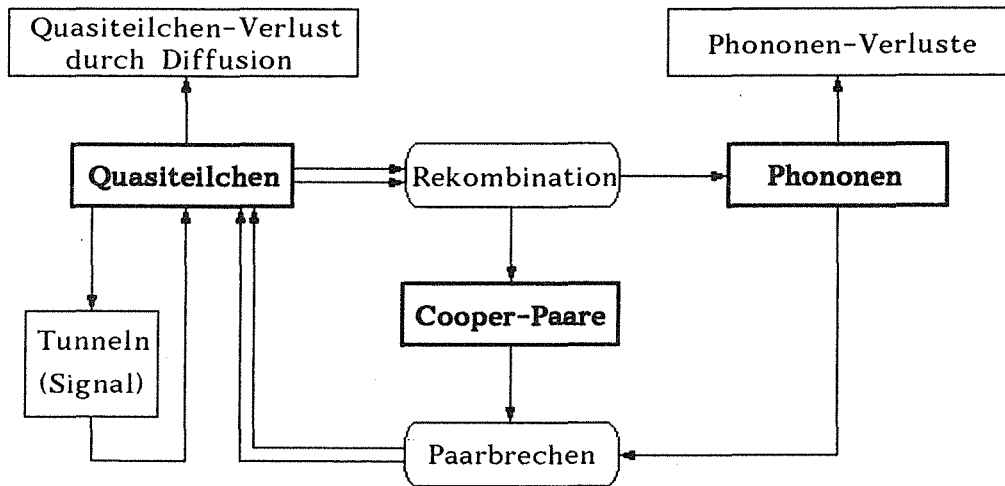 Quasiteilchen-Verlust
durch Diffusion
Phononen-Verluste
Quasiteilchen
Rekombination
Phononen
Cooper-Paare
Tunneln
(Signal)
Paarbrechen